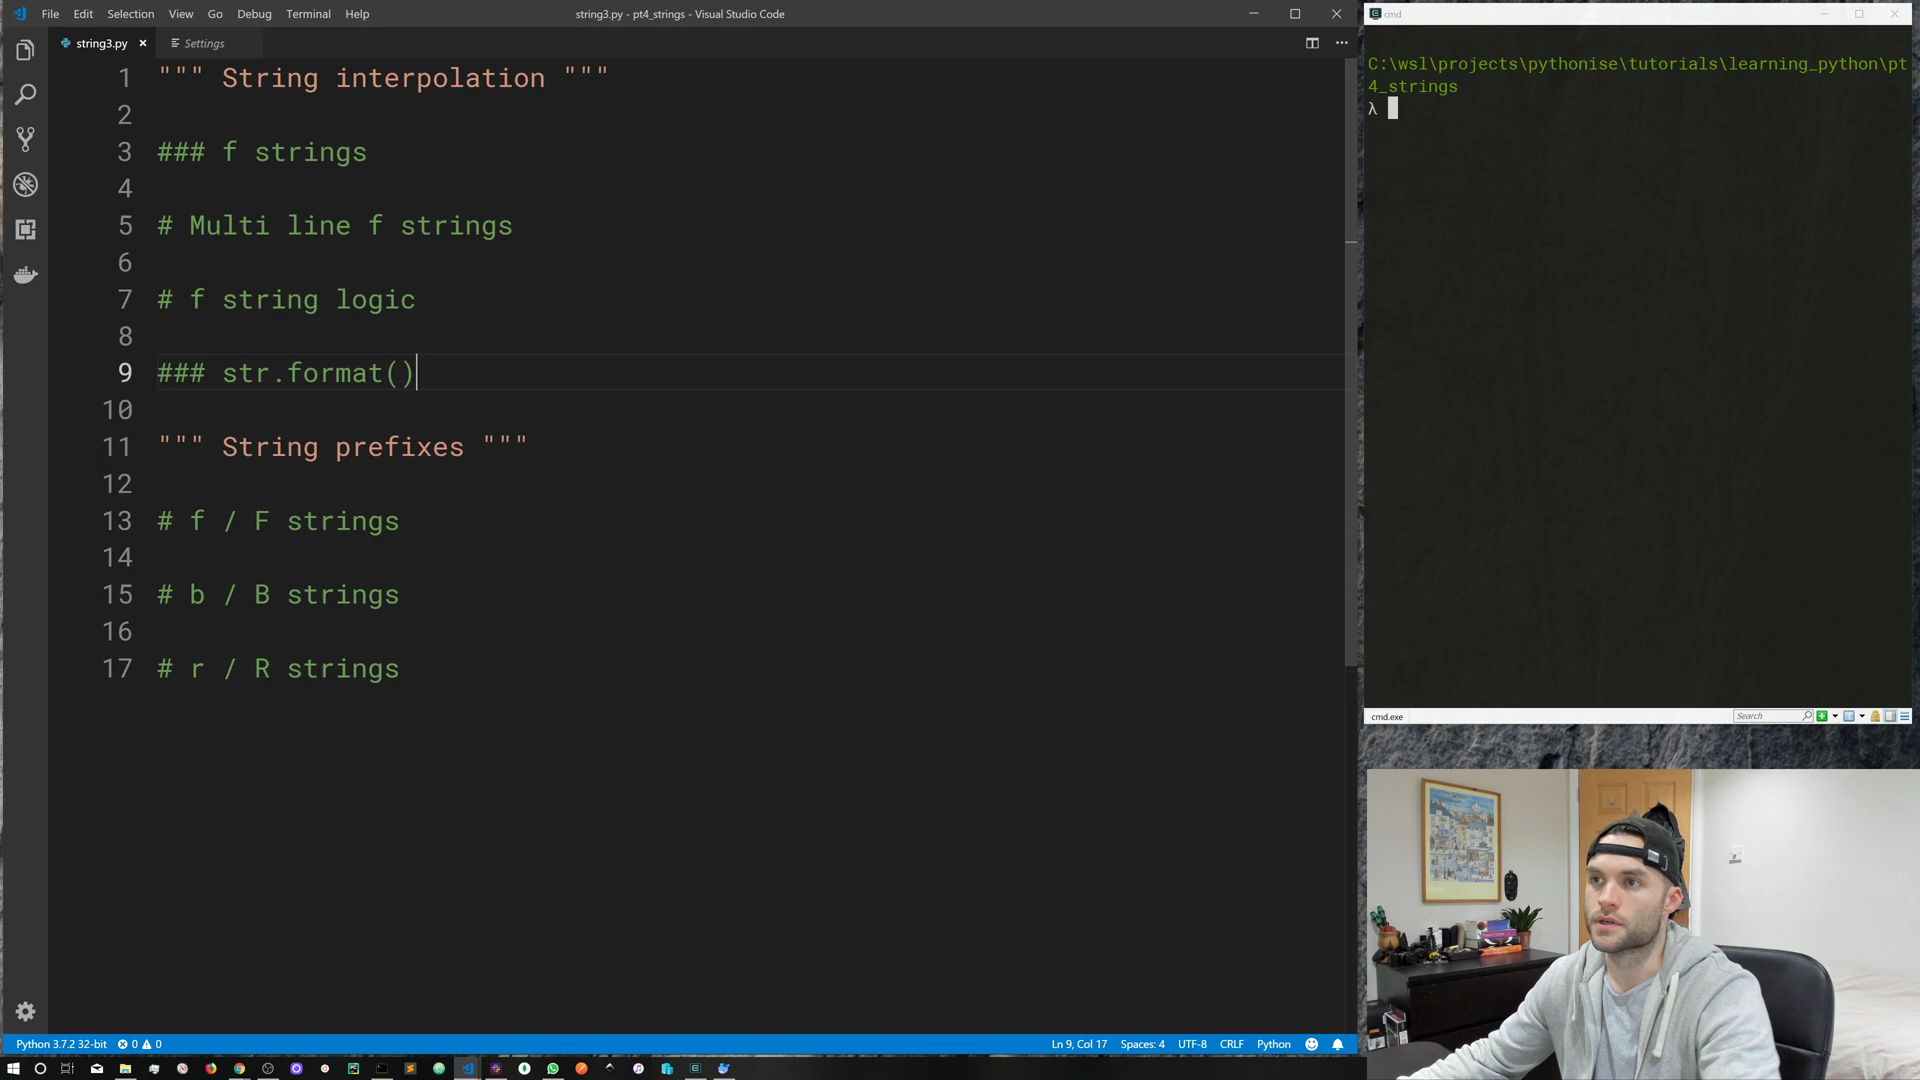 File Edit Selection View Go Debug Terminal Help
string3.py - pt4_strings - Visual Studio Code
string3.py
Settings
1 """ String interpolation """
2
3 ### f strings
4
5 # Multi line f strings
6
7 # f string logic
8
9 ### str.format()
10
11 """ String prefixes """
12
13 # f / F strings
14
15 # b / B strings
16
17 # r / R strings
Python 3.7.2 32-bit 0 0
Ln 9, Col 17 Spaces: 4 UTF-8 CRLF Python
cmd
C:\wsl\projects\pythonise\tutorials\learning_python\pt
4_strings
λ
cmd.exe
Search